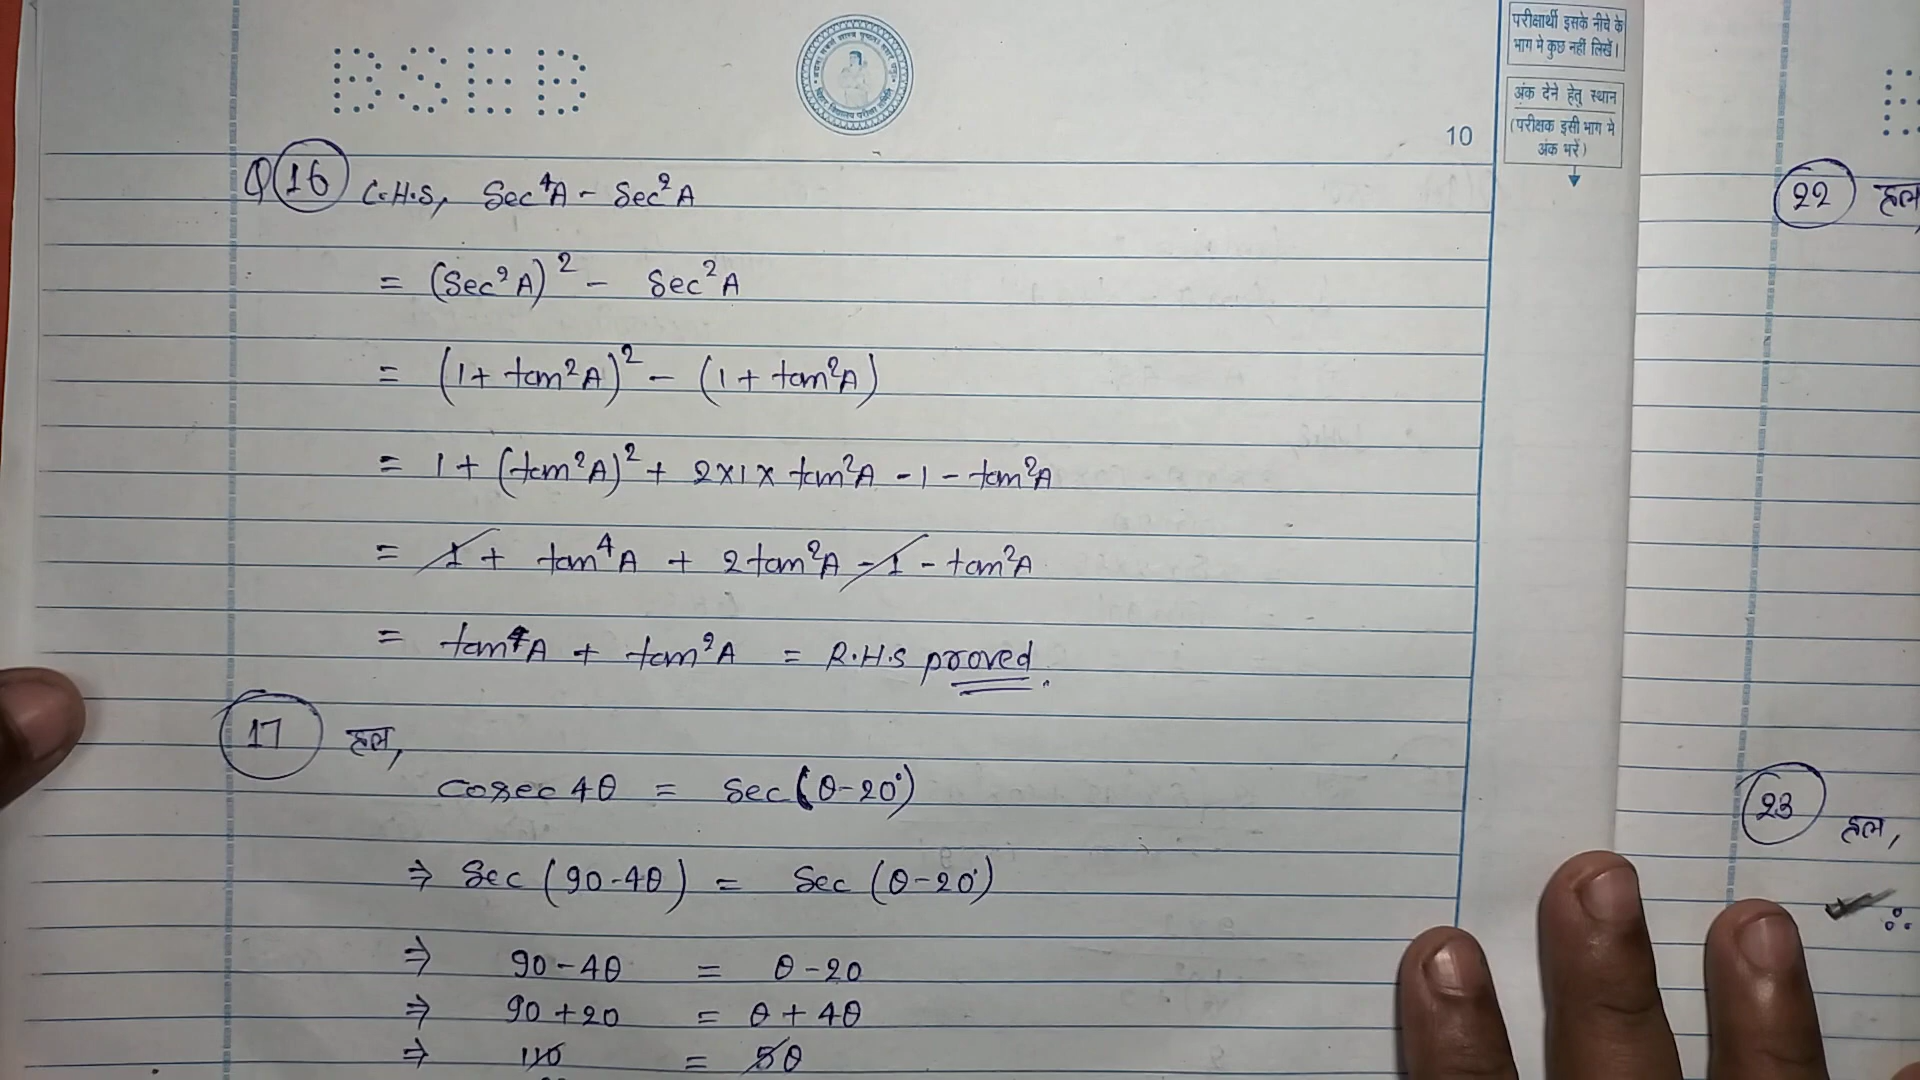 BSEB
10
परीक्षार्थी इसके नीचे के
भाग मे कुछ नहीं लिखें।
अंक देने हेतु स्थान
(परीक्षक इसी भाग मे
अंक भरें)
Q 16 L.H.S, Sec⁴A - Sec²A
= (Sec²A)² - Sec²A
= (1 + tan²A)² - (1 + tan²A)
= 1 + (tan²A)² + 2×1× tan²A - 1 - tan²A
= 1 + tan⁴A + 2tan²A - 1 - tan²A
= tan⁴A + tan²A = R.H.S proved.
17 हल,
cosec 4θ = sec(θ-20°)
⇒ Sec (90-4θ) = Sec (θ-20°)
⇒ 90-4θ = θ-20
⇒ 90+20 = θ+4θ
⇒ 110 = 5θ
22 हल,
23 हल,
∴